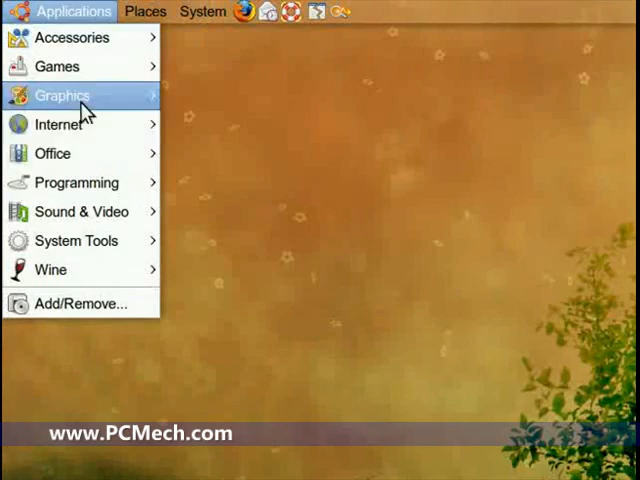 Applications Places System
Accessories
Games
Graphics
Internet
Office
Programming
Sound & Video
System Tools
Wine
Add/Remove...
www.PCMech.com